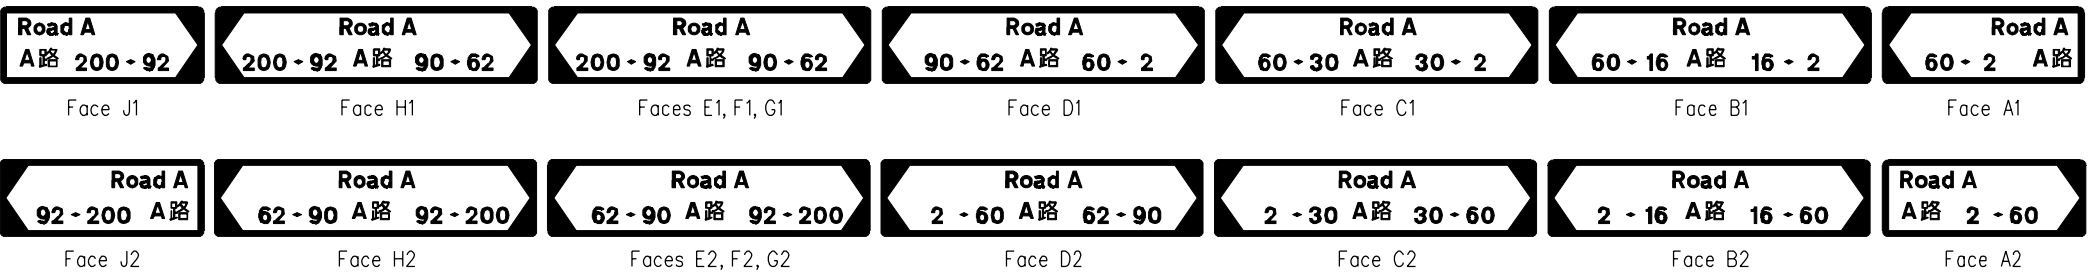 Road A
A路 200 - 92
Face J1
Road A
200 - 92 A路 90 - 62
Face H1
Road A
200 - 92 A路 90 - 62
Faces E1, F1, G1
Road A
90 - 62 A路 60 - 2
Face D1
Road A
60 - 30 A路 30 - 2
Face C1
Road A
60 - 16 A路 16 - 2
Face B1
Road A
60 - 2 A路
Face A1
Road A
92 - 200 A路
Face J2
Road A
62 - 90 A路 92 - 200
Face H2
Road A
62 - 90 A路 92 - 200
Faces E2, F2, G2
Road A
2 - 60 A路 62 - 90
Face D2
Road A
2 - 30 A路 30 - 60
Face C2
Road A
2 - 16 A路 16 - 60
Face B2
Road A
A路 2 - 60
Face A2